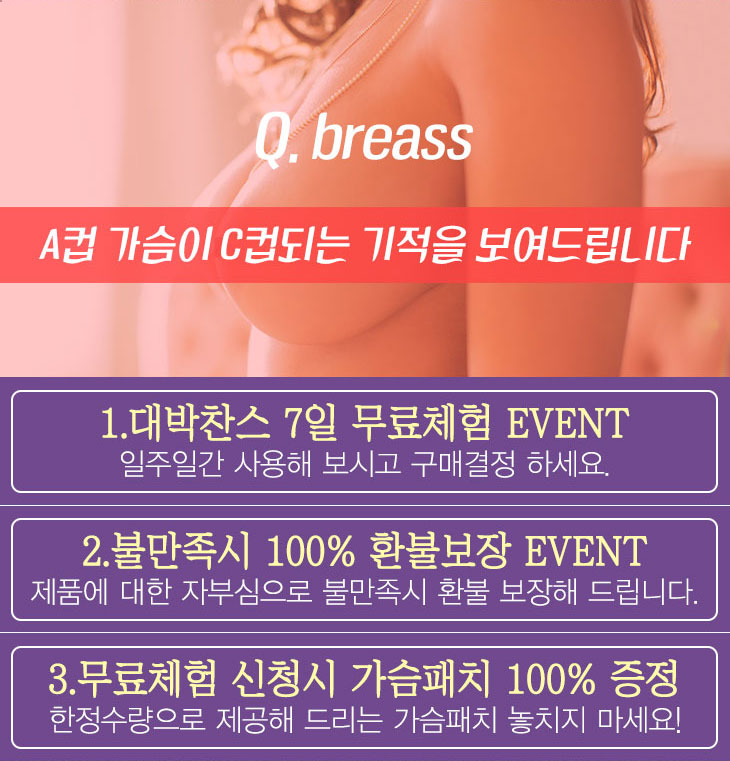 Q. breass
A컵 가슴이 C컵되는 기적을 보여드립니다
1.대박찬스 7일 무료체험 EVENT
일주일간 사용해 보시고 구매결정 하세요.
2.불만족시 100% 환불보장 EVENT
제품에 대한 자부심으로 불만족시 환불 보장해 드립니다.
3.무료체험 신청시 가슴패치 100% 증정
한정수량으로 제공해 드리는 가슴패치 놓치지 마세요!